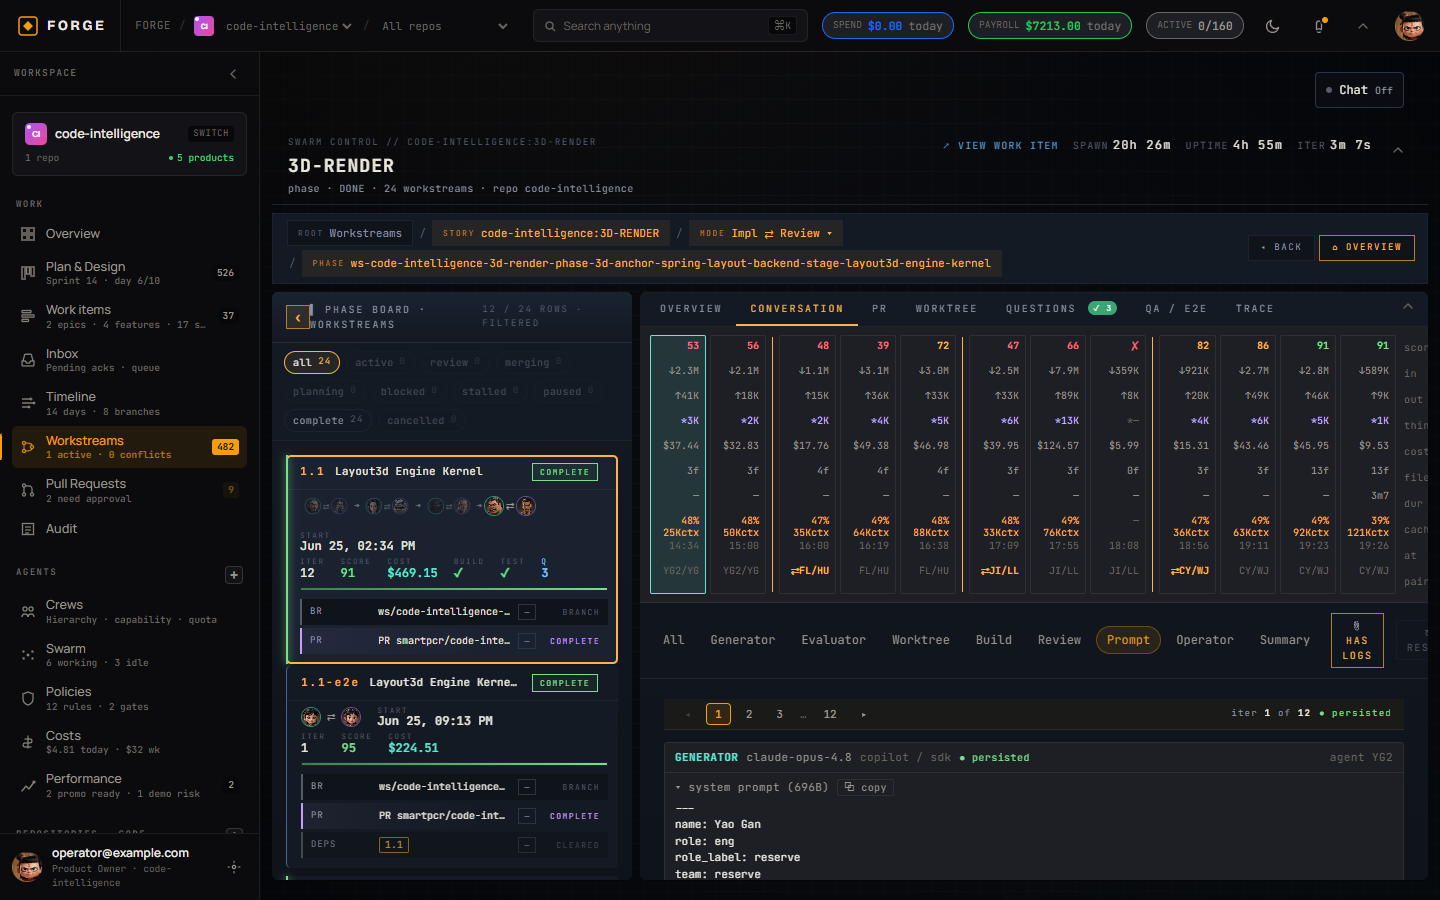 FORGE
FORGE / CI code-intelligence / All repos
Search anything ⌘K
SPEND $0.00 today
PAYROLL $7213.00 today
ACTIVE 0/160
WORKSPACE
CI code-intelligence SWITCH
1 repo • 5 products
WORK
Overview
Plan & Design
Sprint 14 · day 6/10
526
Work items
2 epics · 4 features · 17 s…
37
Inbox
Pending acks · queue
Timeline
14 days · 8 branches
Workstreams
1 active · 0 conflicts
482
Pull Requests
2 need approval
9
Audit
AGENTS +
Crews
Hierarchy · capability · quota
Swarm
6 working · 3 idle
Policies
12 rules · 2 gates
Costs
$4.81 today · $32 wk
Performance
2 promo ready · 1 demo risk
2
operator@example.com
Product Owner · code-
intelligence
• Chat Off
SWARM CONTROL // CODE-INTELLIGENCE:3D-RENDER
3D-RENDER
phase · DONE · 24 workstreams · repo code-intelligence
↗ VIEW WORK ITEM SPAWN 20h 26m UPTIME 4h 55m ITER 3m 7s
ROOT Workstreams / STORY code-intelligence:3D-RENDER / MODE Impl ⇄ Review ▾
/ PHASE ws-code-intelligence-3d-render-phase-3d-anchor-spring-layout-backend-stage-layout3d-engine-kernel
◂ BACK
⌂ OVERVIEW
‹ PHASE BOARD · WORKSTREAMS
12 / 24 ROWS · FILTERED
all 24 active 0 review 0 merging 0
planning 0 blocked 0 stalled 0 paused 0
complete 24 cancelled 0
1.1 Layout3d Engine Kernel COMPLETE
START
Jun 25, 02:34 PM
ITER SCORE COST BUILD TEST Q
12 91 $469.15 ✓ ✓ 3
BR ws/code-intelligence-… — BRANCH
PR PR smartpcr/code-inte… — COMPLETE
1.1-e2e Layout3d Engine Kerne… COMPLETE
START
Jun 25, 09:13 PM
ITER SCORE COST
1 95 $224.51
BR ws/code-intelligence… — BRANCH
PR PR smartpcr/code-int… — COMPLETE
DEPS 1.1 — CLEARED
OVERVIEW CONVERSATION PR WORKTREE QUESTIONS ✓ 3 QA / E2E TRACE
53 56 48 39 72 47 66 ✗ 82 86 91 91 scor
↓2.3M ↓2.1M ↓1.1M ↓3.1M ↓3.0M ↓2.5M ↓7.9M ↓359K ↓921K ↓2.7M ↓2.8M ↓589K in
↑41K ↑18K ↑15K ↑36K ↑33K ↑33K ↑89K ↑8K ↑20K ↑49K ↑46K ↑9K out
*3K *2K *2K *4K *5K *6K *13K *— *4K *6K *5K *1K thin
$37.44 $32.83 $17.76 $49.38 $46.98 $39.95 $124.57 $5.99 $15.31 $43.46 $45.95 $9.53 cost
3f 3f 4f 4f 4f 3f 3f 0f 3f 3f 13f 13f file
— — — — — — — — — — — 3m7 dur
48% 48% 47% 49% 48% 48% 49% — 47% 49% 49% 39% cach
25Kctx 50Kctx 35Kctx 64Kctx 88Kctx 33Kctx 76Kctx 36Kctx 63Kctx 92Kctx 121Kctx
14:34 15:00 16:00 16:19 16:38 17:09 17:55 18:08 18:56 19:11 19:23 19:26 at
YG2/YG YG2/YG ⇄FL/HU FL/HU FL/HU ⇄JI/LL JI/LL JI/LL ⇄CY/WJ CY/WJ CY/WJ CY/WJ pair
All Generator Evaluator Worktree Build Review Prompt Operator Summary
HAS
LOGS
RES
◂ 1 2 3 … 12 ▸
iter 1 of 12 • persisted
GENERATOR claude-opus-4.8 copilot / sdk • persisted agent YG2
▾ system prompt (696B) copy
---
name: Yao Gan
role: eng
role_label: reserve
team: reserve